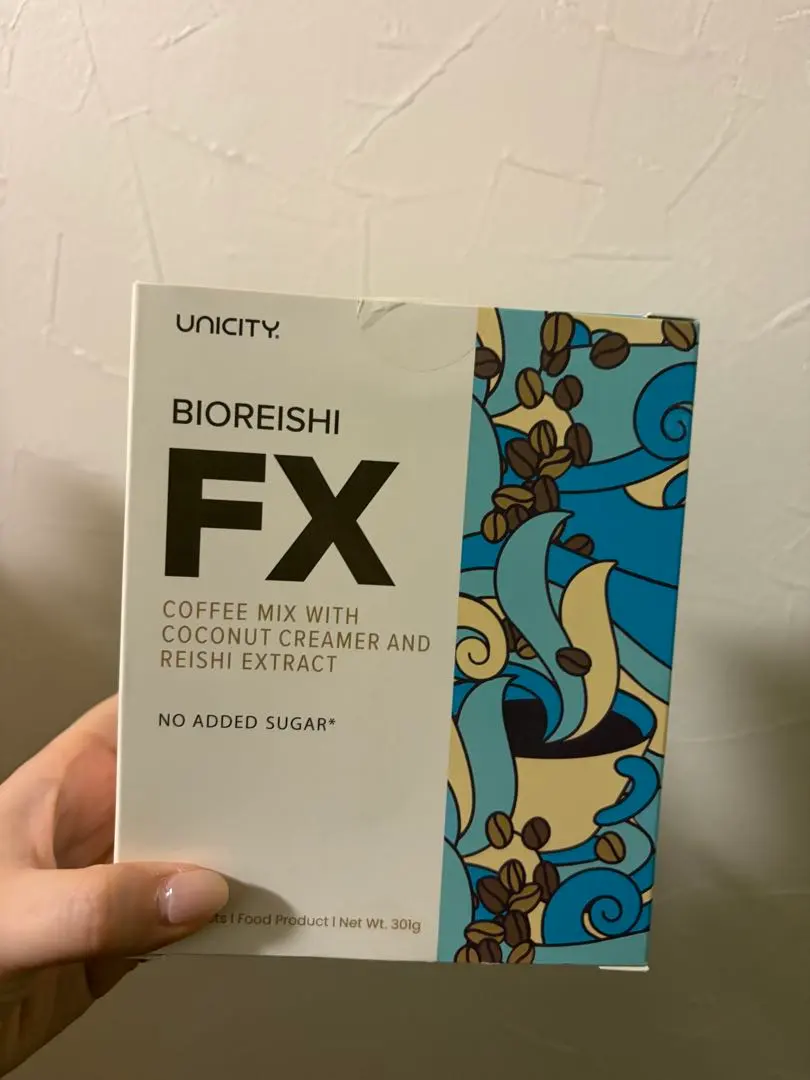 UNICITY.
BIOREISHI
FX
COFFEE MIX WITH
COCONUT CREAMER AND
REISHI EXTRACT
NO ADDED SUGAR*
| Food Product | Net Wt. 301g